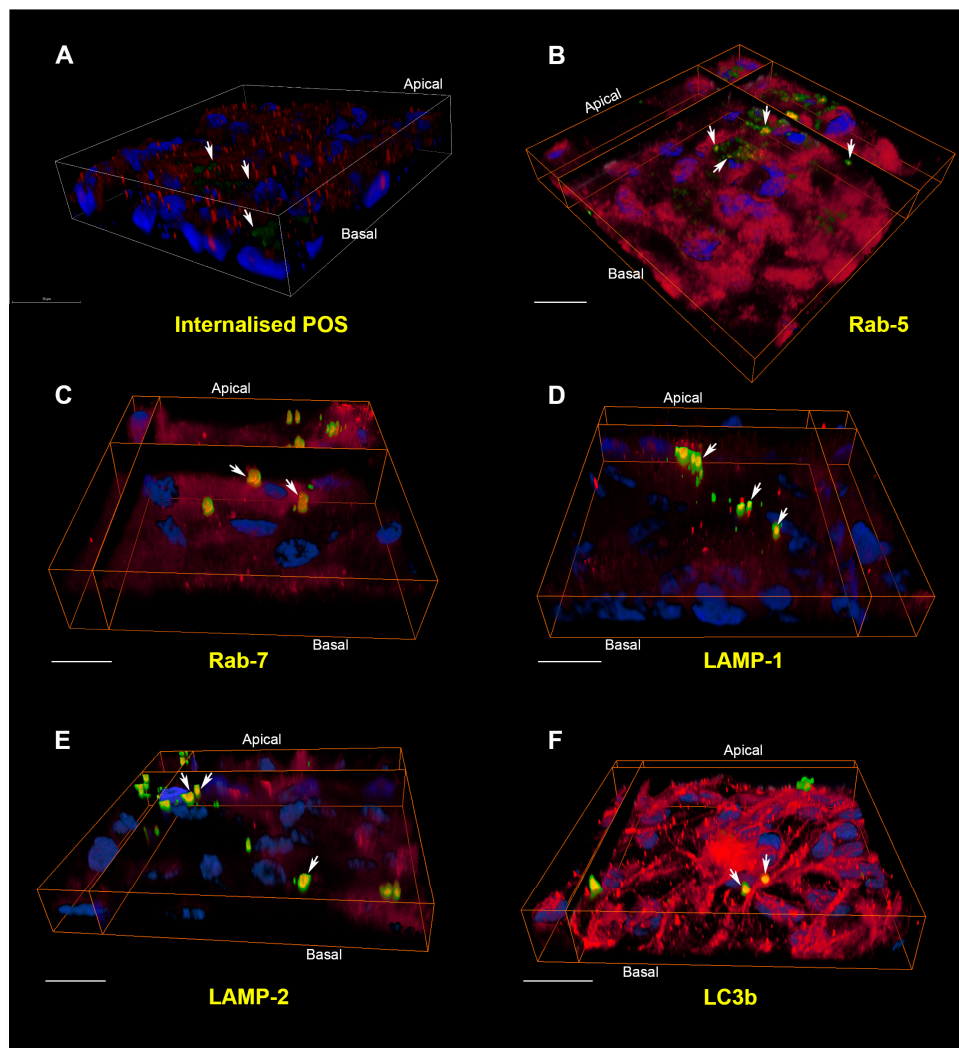 A
Apical
Basal
Internalised POS
B
Apical
Basal
Rab-5
C
Apical
Basal
Rab-7
D
Apical
Basal
LAMP-1
E
Apical
Basal
LAMP-2
F
Apical
Basal
LC3b